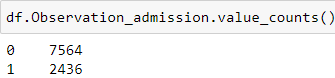 df.Observation_admission.value_counts()
0    7564
1    2436